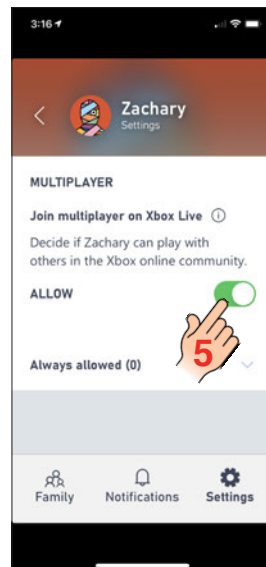 3:16
Zachary
Settings
MULTIPLAYER
Join multiplayer on Xbox Live
Decide if Zachary can play with
others in the Xbox online community.
ALLOW
5
Always allowed (0)
Family Notifications Settings